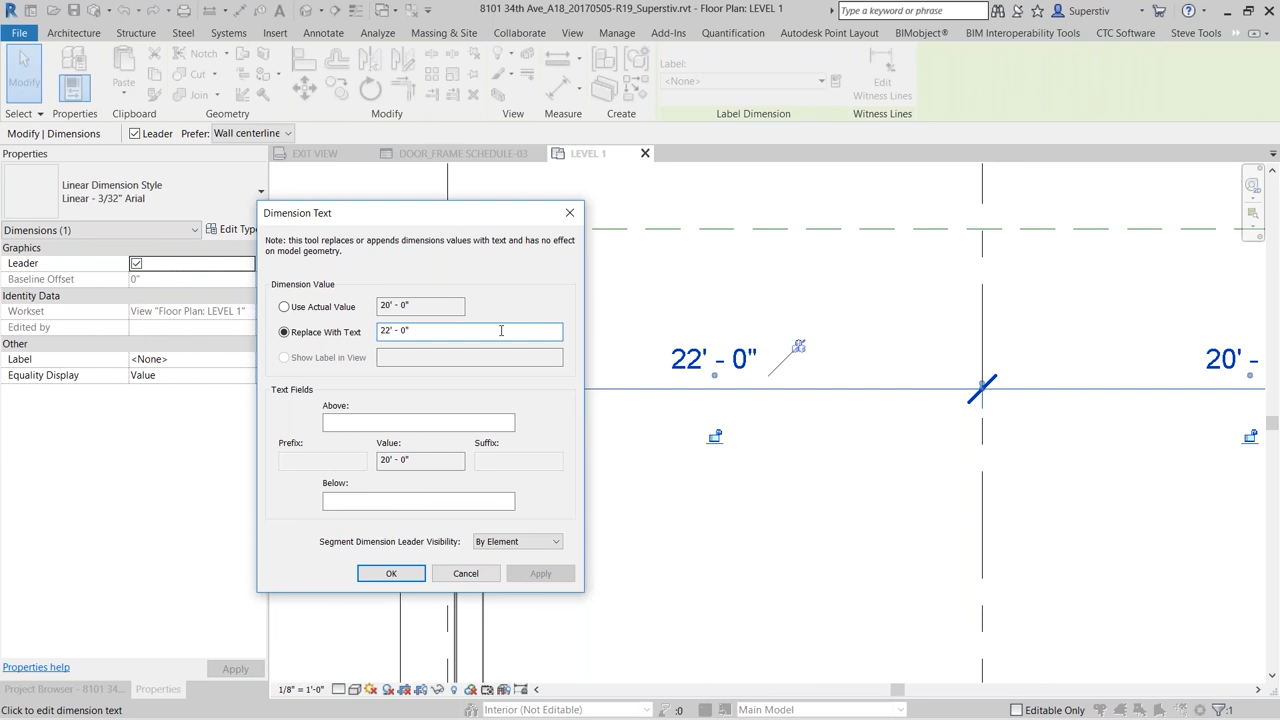 8101 34th Ave_A18_20170505-R19_Superstiv.rvt - Floor Plan: LEVEL 1
Type a keyword or phrase
Superstiv
File Architecture Structure Steel Systems Insert Annotate Analyze Massing & Site Collaborate View Manage Add-Ins Quantification Autodesk Point Layout BIMobject® BIM Interoperability Tools CTC Software Steve Tools
Notch
Label:
Modify
Paste
Cut
<None>
Edit
Join
Witness Lines
Select Properties Clipboard Geometry Modify View Measure Create Label Dimension Witness Lines
Modify | Dimensions Leader Prefer: Wall centerline
Properties
EXIT VIEW DOOR_FRAME SCHEDULE-03 LEVEL 1
Linear Dimension Style
Linear - 3/32" Arial
Dimensions (1) Edit Type
Graphics
Leader
Baseline Offset 0"
Identity Data
Workset View "Floor Plan: LEVEL 1"
Edited by
Other
Label <None>
Equality Display Value
Properties help
Apply
Project Browser - 8101 34... Properties
Click to edit dimension text
Dimension Text
Note: this tool replaces or appends dimensions values with text and has no effect
on model geometry.
Dimension Value
Use Actual Value 20' - 0"
Replace With Text 22' - 0"
Show Label in View
Text Fields
Above:
Prefix: Value: Suffix:
20' - 0"
Below:
Segment Dimension Leader Visibility: By Element
OK Cancel Apply
22' - 0"
20' -
1/8" = 1'-0"
Interior (Not Editable) :0 Main Model Editable Only :1